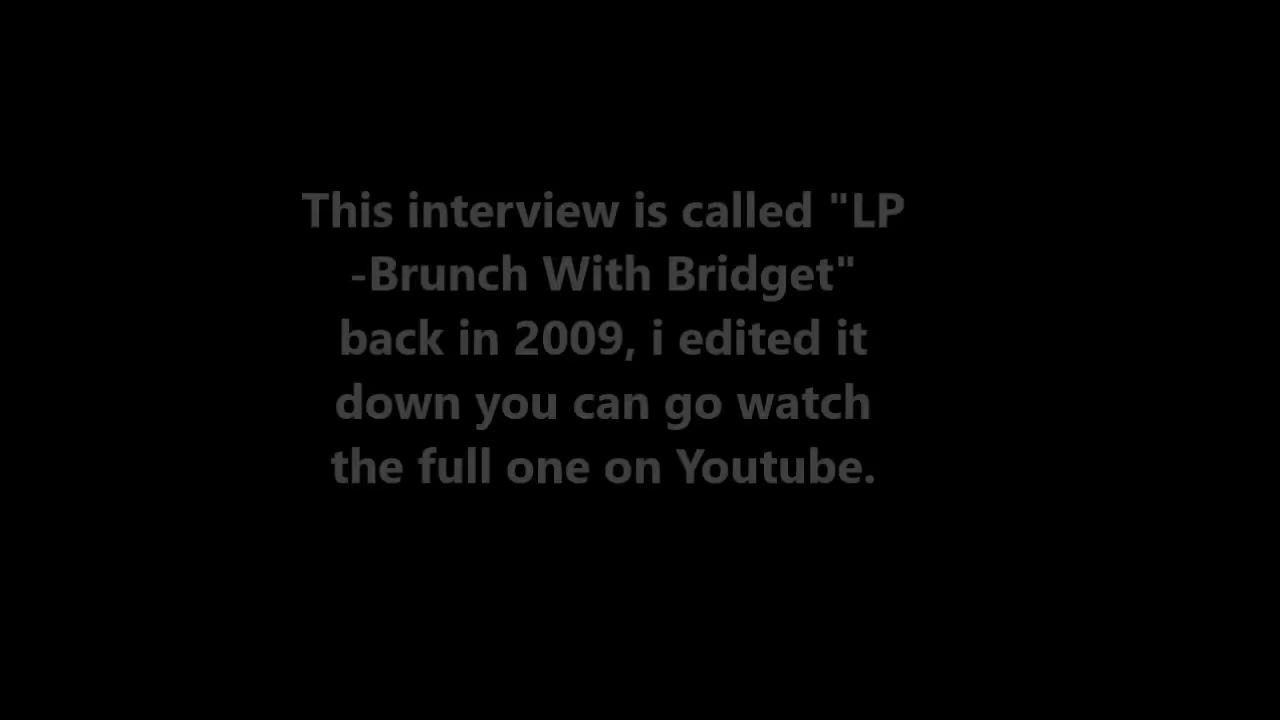 This interview is called "LP
-Brunch With Bridget"
back in 2009, i edited it
down you can go watch
the full one on Youtube.